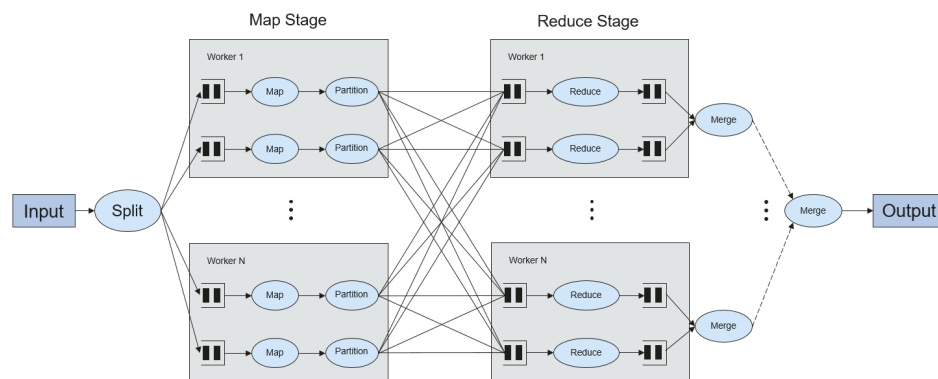 Map Stage
Reduce Stage
Worker 1
Map
Partition
Map
Partition
Worker 1
Reduce
Reduce
Merge
Input
Split
Merge
Output
Worker N
Map
Partition
Map
Partition
Worker N
Reduce
Reduce
Merge